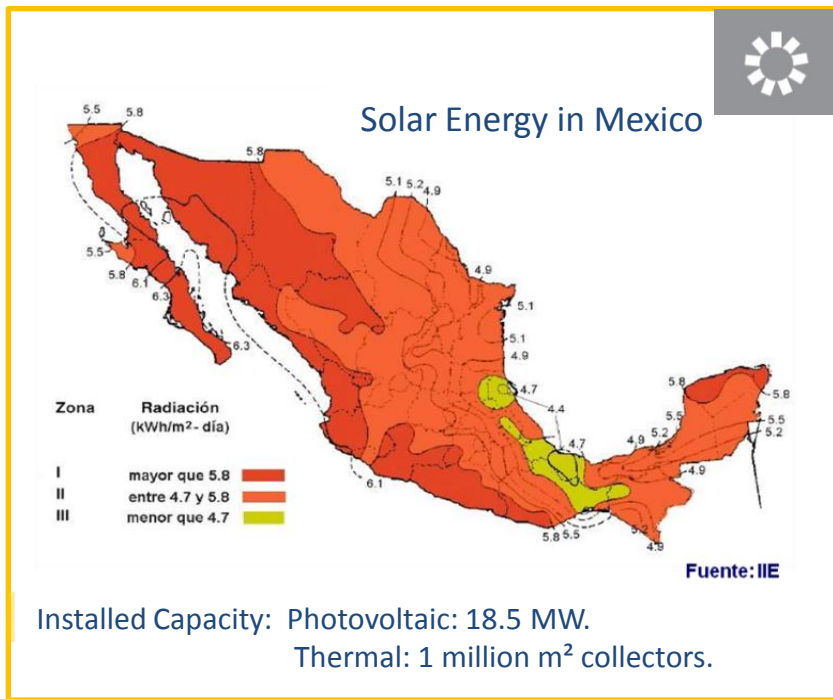 Solar Energy in Mexico
5.5
5.8
5.8
5.1 5.2 4.9
5.5
5.8
6.1
6.3
6.3
4.9
5.1
5.1
4.9
4.7
4.4
4.7
5.8
5.8
5.5
5.5
5.2
5.2
4.9
4.9
6.1
5.8 5.5
5.2
4.9
Zona Radiación
(kWh/m²- día)
I mayor que 5.8
II entre 4.7 y 5.8
III menor que 4.7
Fuente: IIE
Installed Capacity: Photovoltaic: 18.5 MW.
Thermal: 1 million m² collectors.